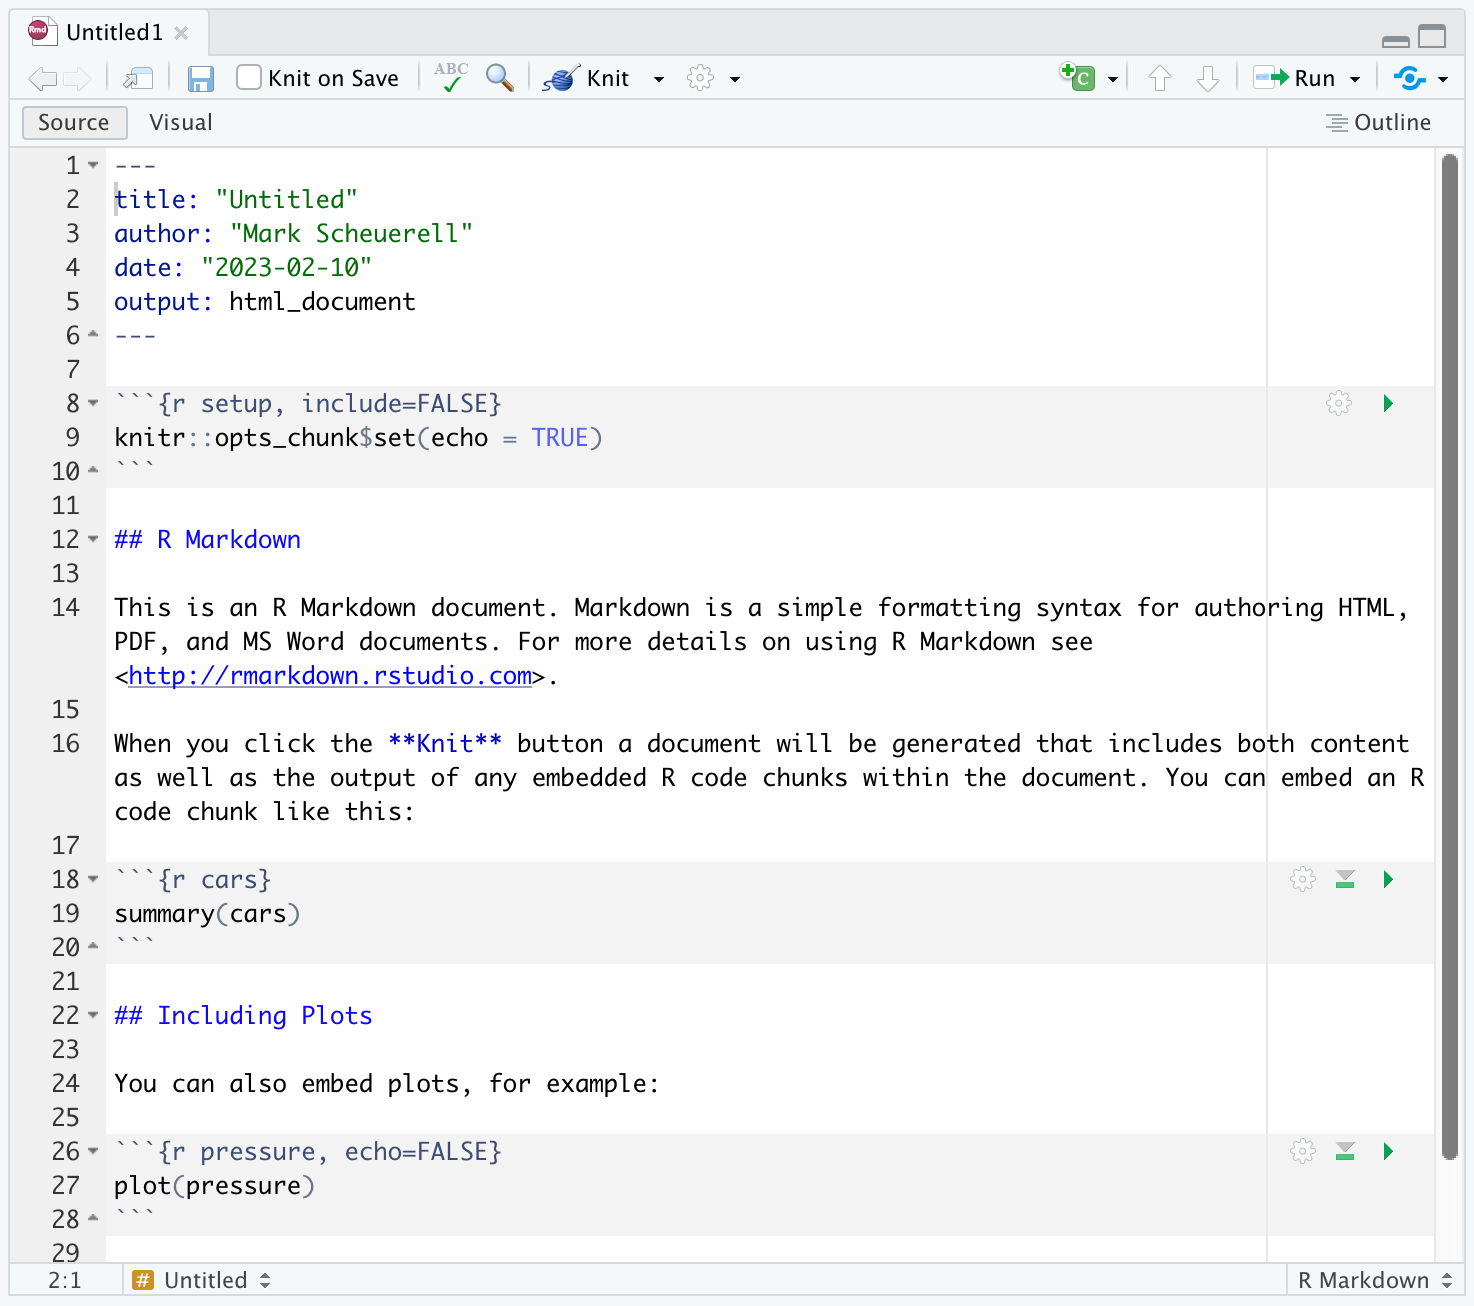 Rmd Untitled1
Knit on Save ABC Knit C Run
Source Visual Outline
1 ---
2 title: "Untitled"
3 author: "Mark Scheuerell"
4 date: "2023-02-10"
5 output: html_document
6 ---
7
8 ```{r setup, include=FALSE}
9 knitr::opts_chunk$set(echo = TRUE)
10 ```
11
12 ## R Markdown
13
14 This is an R Markdown document. Markdown is a simple formatting syntax for authoring HTML,
PDF, and MS Word documents. For more details on using R Markdown see
<http://rmarkdown.rstudio.com>.
15
16 When you click the **Knit** button a document will be generated that includes both content
as well as the output of any embedded R code chunks within the document. You can embed an R
code chunk like this:
17
18 ```{r cars}
19 summary(cars)
20 ```
21
22 ## Including Plots
23
24 You can also embed plots, for example:
25
26 ```{r pressure, echo=FALSE}
27 plot(pressure)
28 ```
29
2:1 # Untitled R Markdown